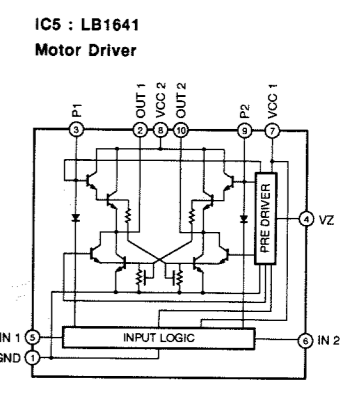 IC5 : LB1641
Motor Driver
P1
OUT 1
VCC 2
OUT 2
P2
VCC 1
3
2
8
10
9
7
PRE DRIVER
4 VZ
IN 1 5
INPUT LOGIC
6 IN 2
GND 1